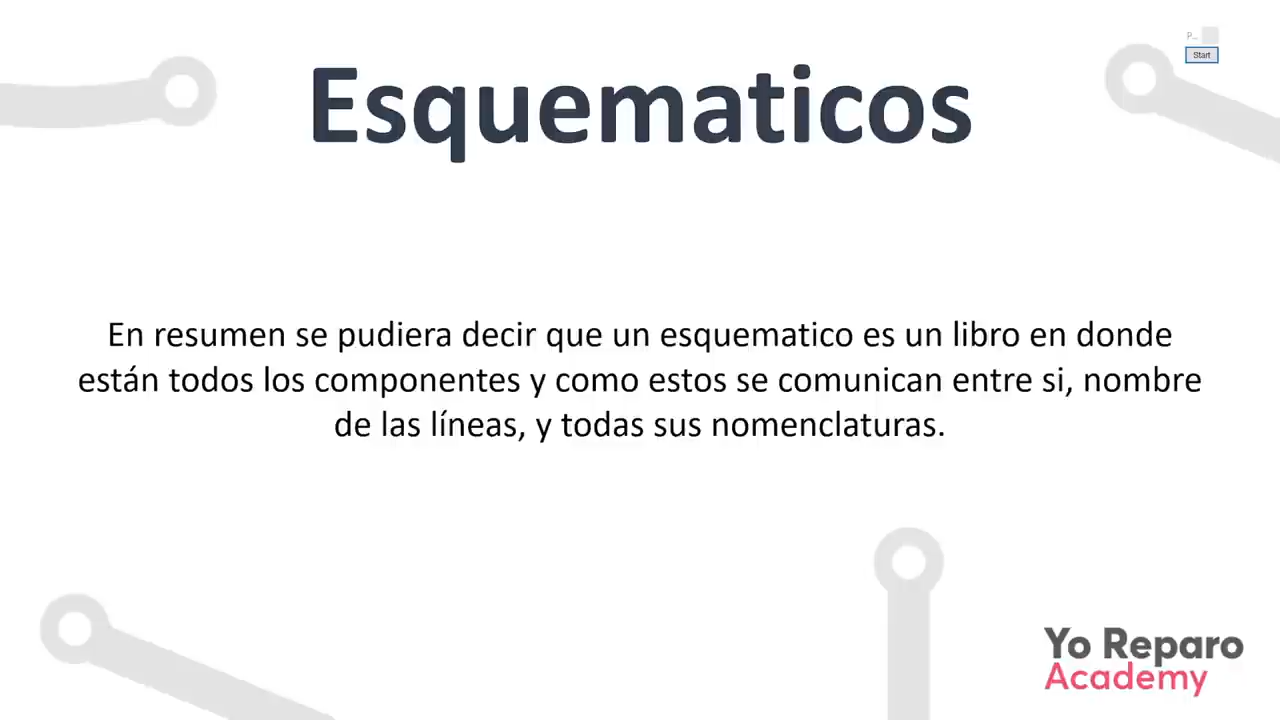 P...
Start
Esquematicos
En resumen se pudiera decir que un esquematico es un libro en donde
están todos los componentes y como estos se comunican entre si, nombre
de las líneas, y todas sus nomenclaturas.
Yo Reparo
Academy